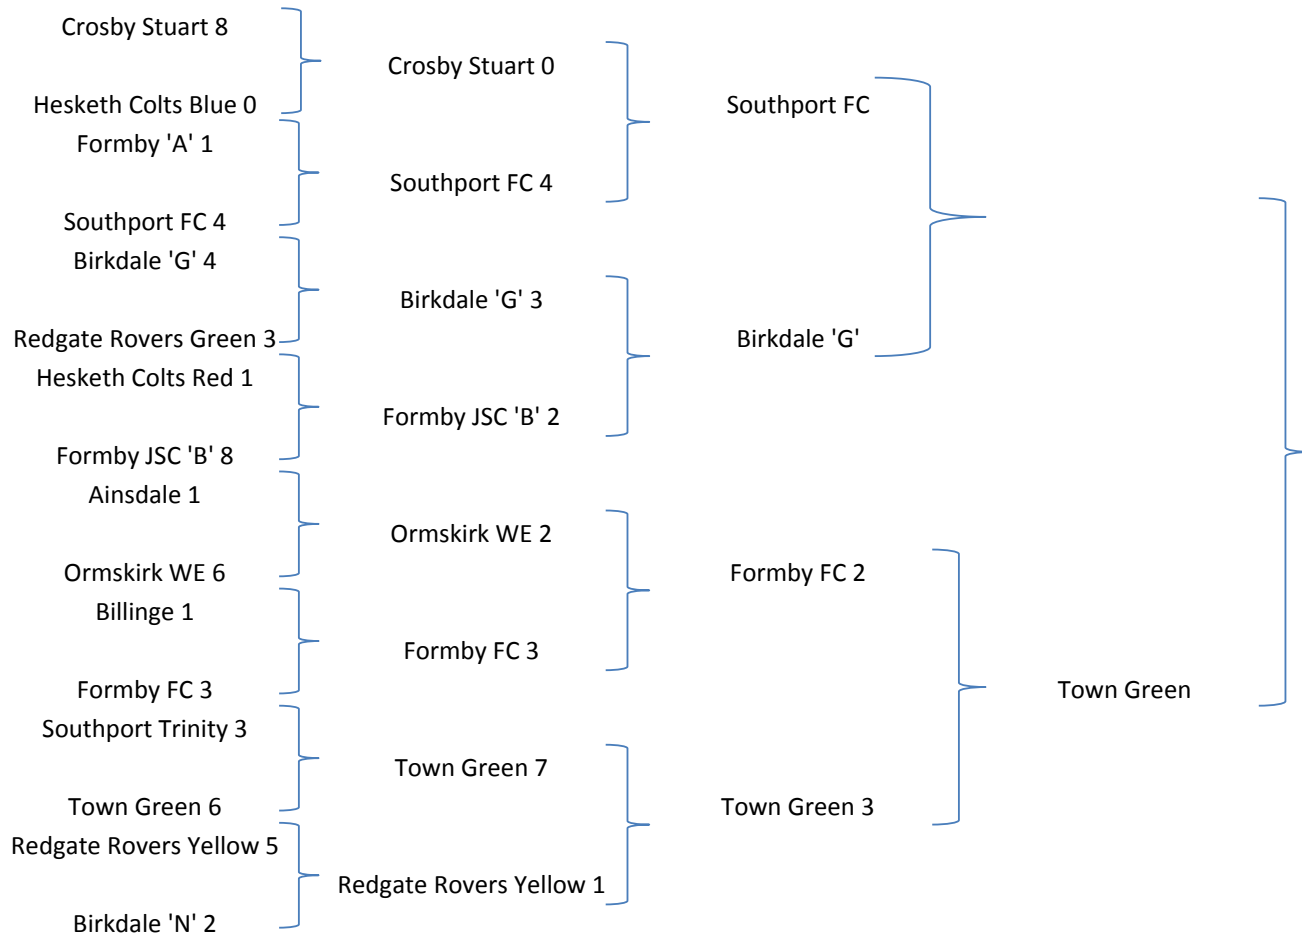 Crosby Stuart 8
Hesketh Colts Blue 0
Formby 'A' 1
Southport FC 4
Birkdale 'G' 4
Redgate Rovers Green 3
Hesketh Colts Red 1
Formby JSC 'B' 8
Ainsdale 1
Ormskirk WE 6
Billinge 1
Formby FC 3
Southport Trinity 3
Town Green 6
Redgate Rovers Yellow 5
Birkdale 'N' 2
Crosby Stuart 0
Southport FC 4
Birkdale 'G' 3
Formby JSC 'B' 2
Ormskirk WE 2
Formby FC 3
Town Green 7
Redgate Rovers Yellow 1
Southport FC
Birkdale 'G'
Formby FC 2
Town Green 3
Town Green